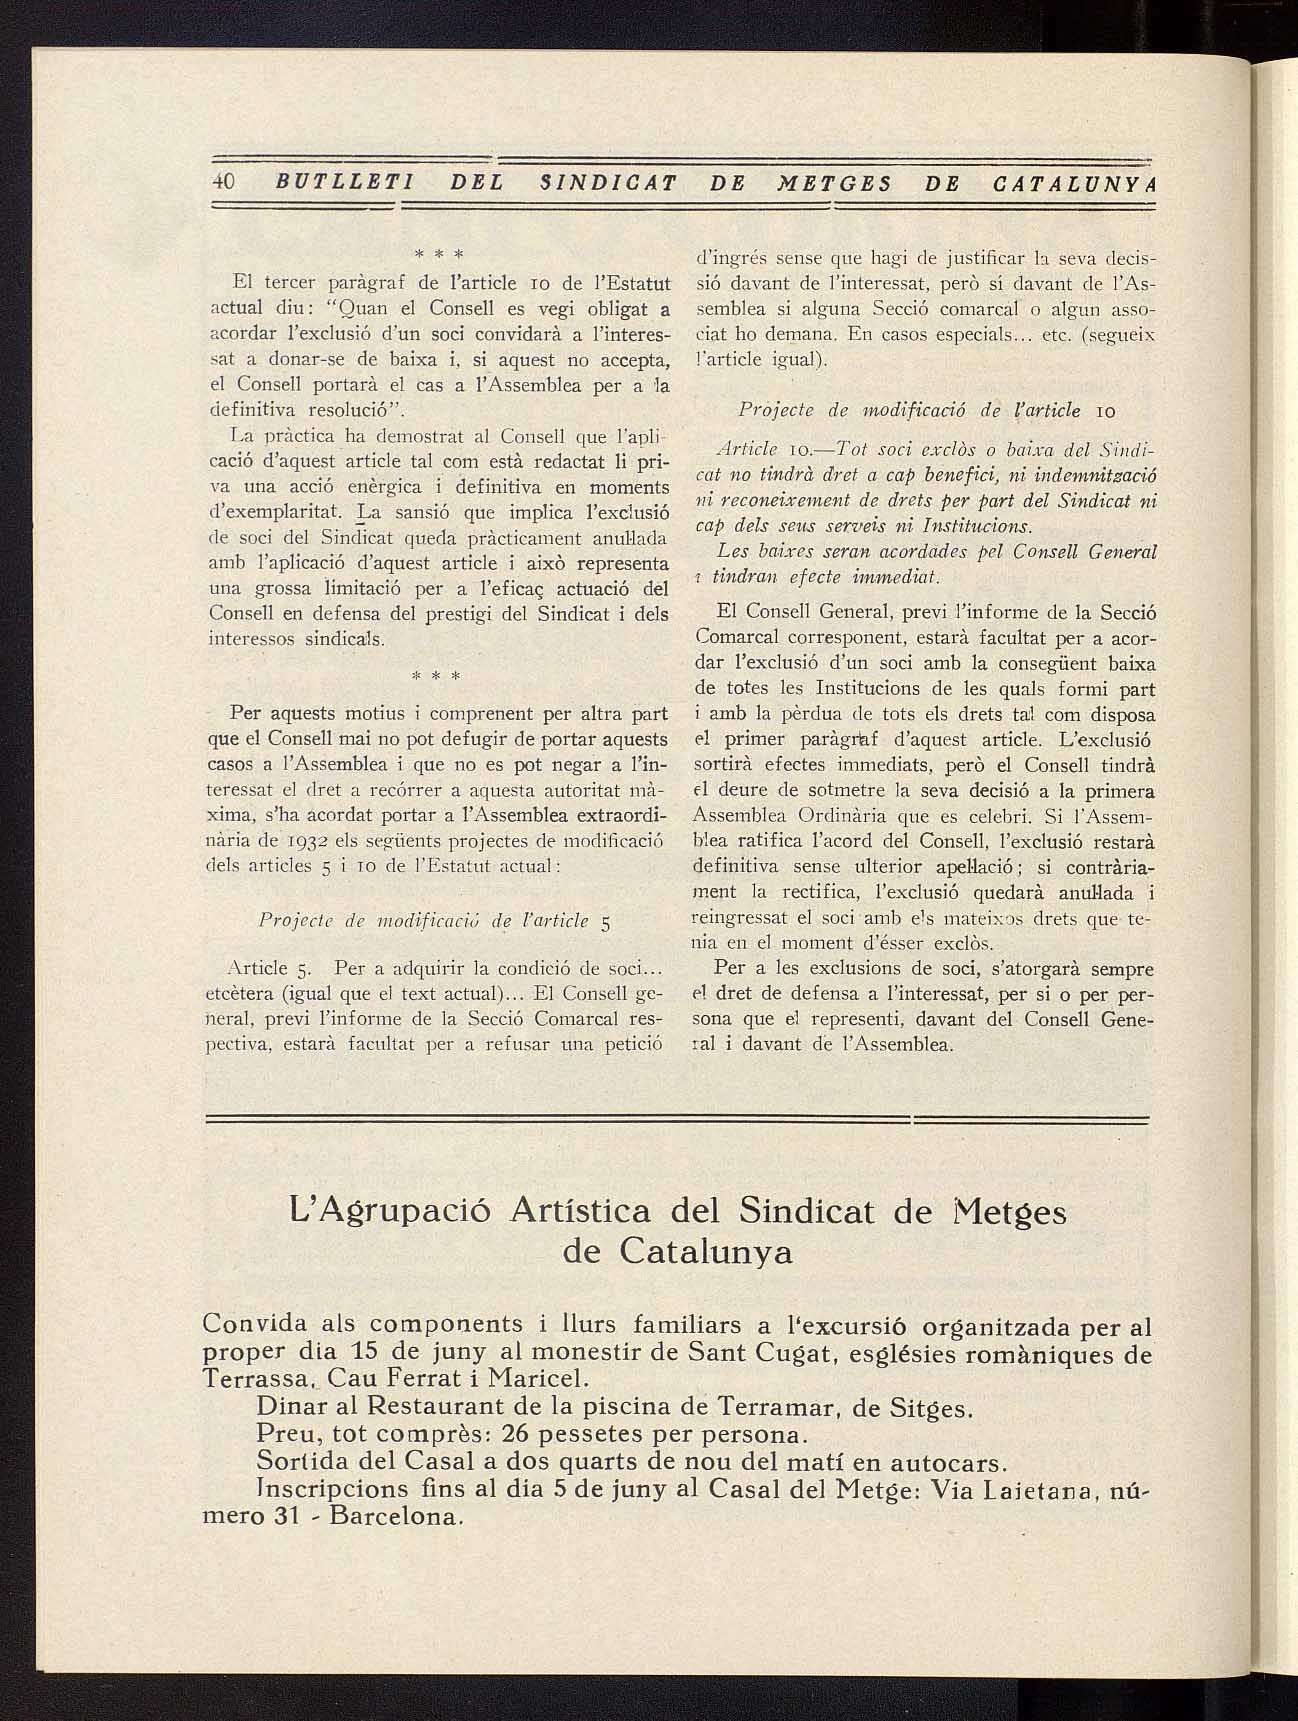 40 BUTLLETI DEL SINDICAT DE METGES DE CATALUNYA
* * *
El tercer paràgraf de l'article 10 de l'Estatut
actual diu: “Quan el Consell es vegi obligat a
acordar l'exclusió d'un soci convidarà a l'interes-
sat a donar-se de baixa i, si aquest no accepta,
el Consell portarà el cas a l'Assemblea per a la
definitiva resolució”.
La pràctica ha demostrat al Consell que l'apli-
cació d'aquest article tal com està redactat li pri-
va una acció enèrgica i definitiva en moments
d'exemplaritat. La sansió que implica l'exclusió
de soci del Sindicat queda pràcticament anul·lada
amb l'aplicació d'aquest article i això representa
una grossa limitació per a l'eficaç actuació del
Consell en defensa del prestigi del Sindicat i dels
interessos sindicals.
* * *
Per aquests motius i comprenent per altra part
que el Consell mai no pot defugir de portar aquests
casos a l'Assemblea i que no es pot negar a l'in-
teressat el dret a recórrer a aquesta autoritat mà-
xima, s'ha acordat portar a l'Assemblea extraordi-
nària de 1932 els següents projectes de modificació
dels articles 5 i 10 de l'Estatut actual:
Projecte de modificació de l'article 5
Article 5. Per a adquirir la condició de soci...
etcètera (igual que el text actual)... El Consell ge-
neral, previ l'informe de la Secció Comarcal res-
pectiva, estarà facultat per a refusar una petició
d'ingrés sense que hagi de justificar la seva decis-
sió davant de l'interessat, però sí davant de l'As-
semblea si alguna Secció comarcal o algun asso-
ciat ho demana. En casos especials... etc. (segueix
l'article igual).
Projecte de modificació de l'article 10
Article 10.—Tot soci exclòs o baixa del Sindi-
cat no tindrà dret a cap benefici, ni indemnització
ni reconeixement de drets per part del Sindicat ni
cap dels seus serveis ni Institucions.
Les baixes seran acordades pel Consell General
i tindran efecte immediat.
El Consell General, previ l'informe de la Secció
Comarcal corresponent, estarà facultat per a acor-
dar l'exclusió d'un soci amb la consegüent baixa
de totes les Institucions de les quals formi part
i amb la pèrdua de tots els drets tal com disposa
el primer paràgraf d'aquest article. L'exclusió
sortirà efectes immediats, però el Consell tindrà
el deure de sotmetre la seva decisió a la primera
Assemblea Ordinària que es celebri. Si l'Assem-
blea ratifica l'acord del Consell, l'exclusió restarà
definitiva sense ulterior apel·lació; si contrària-
ment la rectifica, l'exclusió quedarà anul·lada i
reingressat el soci amb els mateixos drets que te-
nia en el moment d'ésser exclòs.
Per a les exclusions de soci, s'atorgarà sempre
el dret de defensa a l'interessat, per si o per per-
sona que el representi, davant del Consell Gene-
ral i davant de l'Assemblea.
L'Agrupació Artística del Sindicat de Metges
de Catalunya
Convida als components i llurs familiars a l'excursió organitzada per al
proper dia 15 de juny al monestir de Sant Cugat, esglésies romàniques de
Terrassa, Cau Ferrat i Maricel.
Dinar al Restaurant de la piscina de Terramar, de Sitges.
Preu, tot comprès: 26 pessetes per persona.
Sortida del Casal a dos quarts de nou del matí en autocars.
Inscripcions fins al dia 5 de juny al Casal del Metge: Via Laietana, nú-
mero 31 - Barcelona.